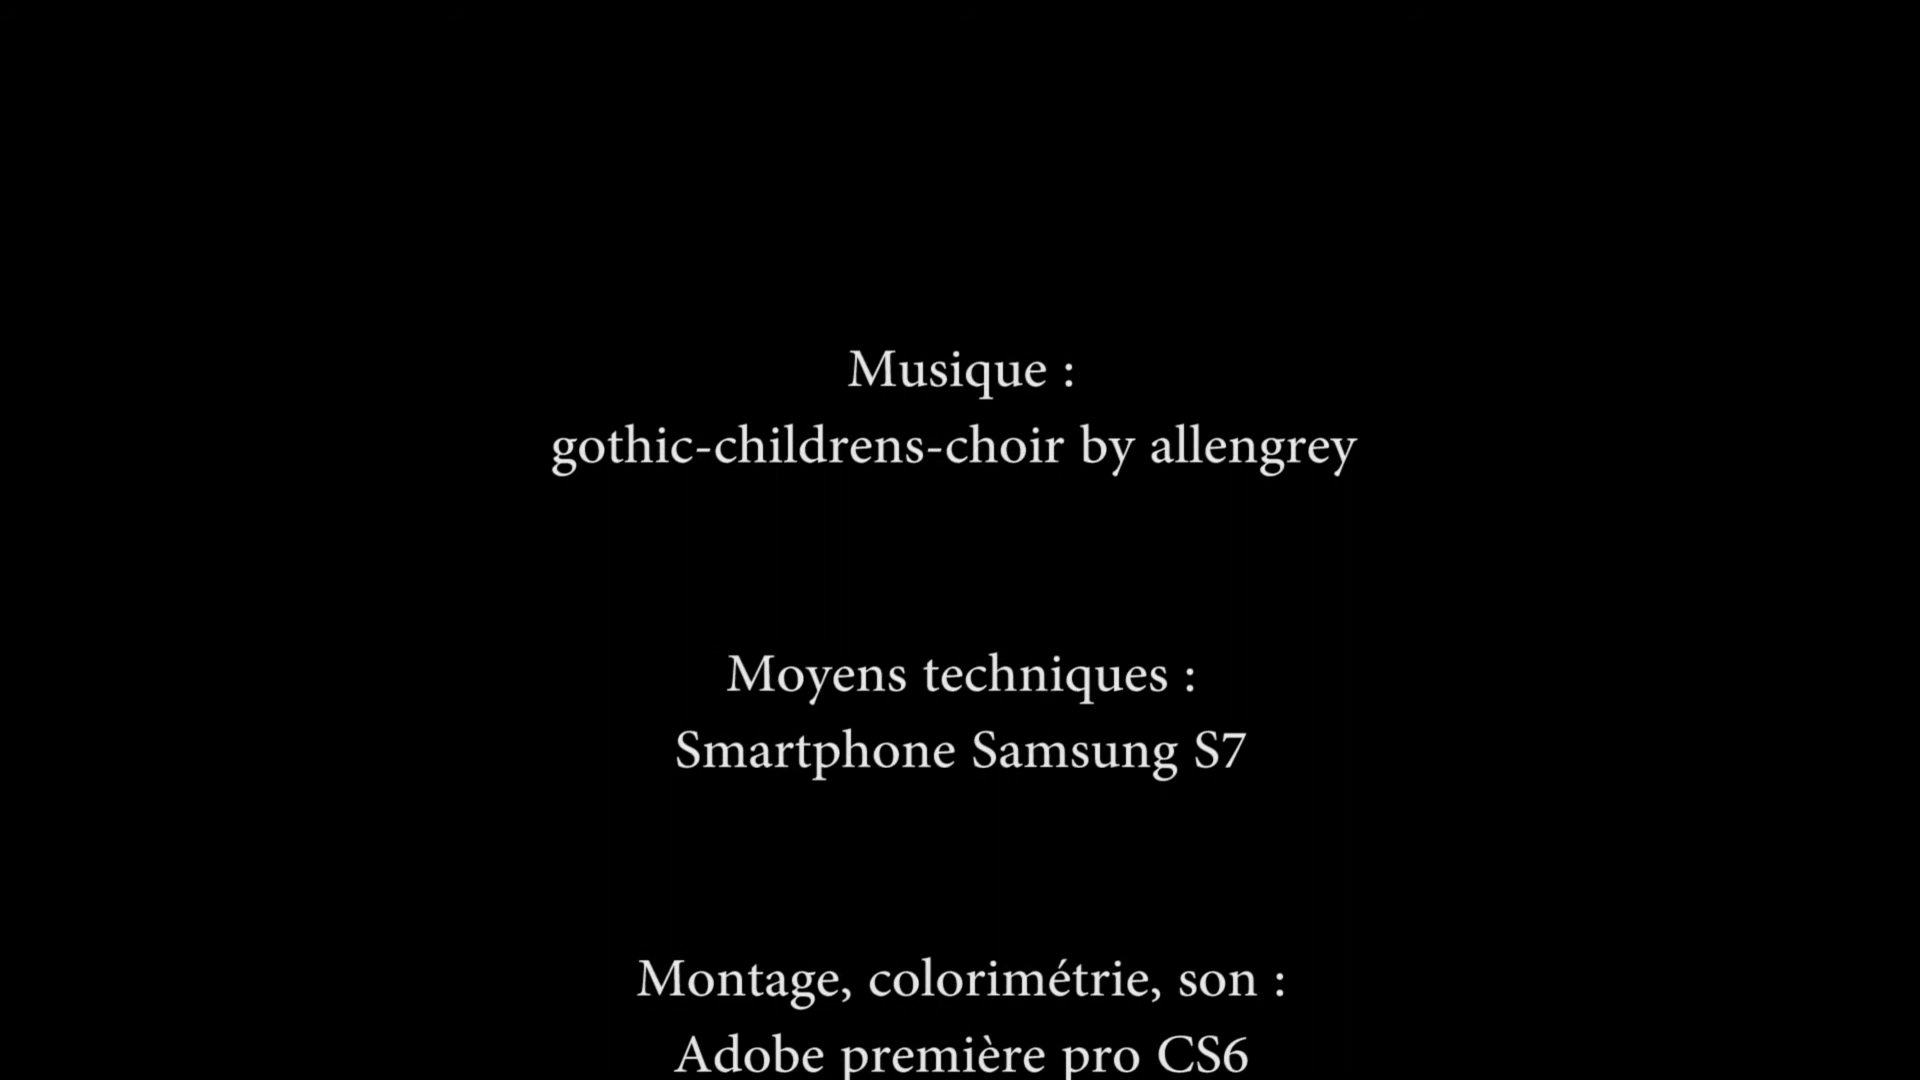 Musique :
gothic-childrens-choir by allengrey
Moyens techniques :
Smartphone Samsung S7
Montage, colorimétrie, son :
Adobe première pro CS6